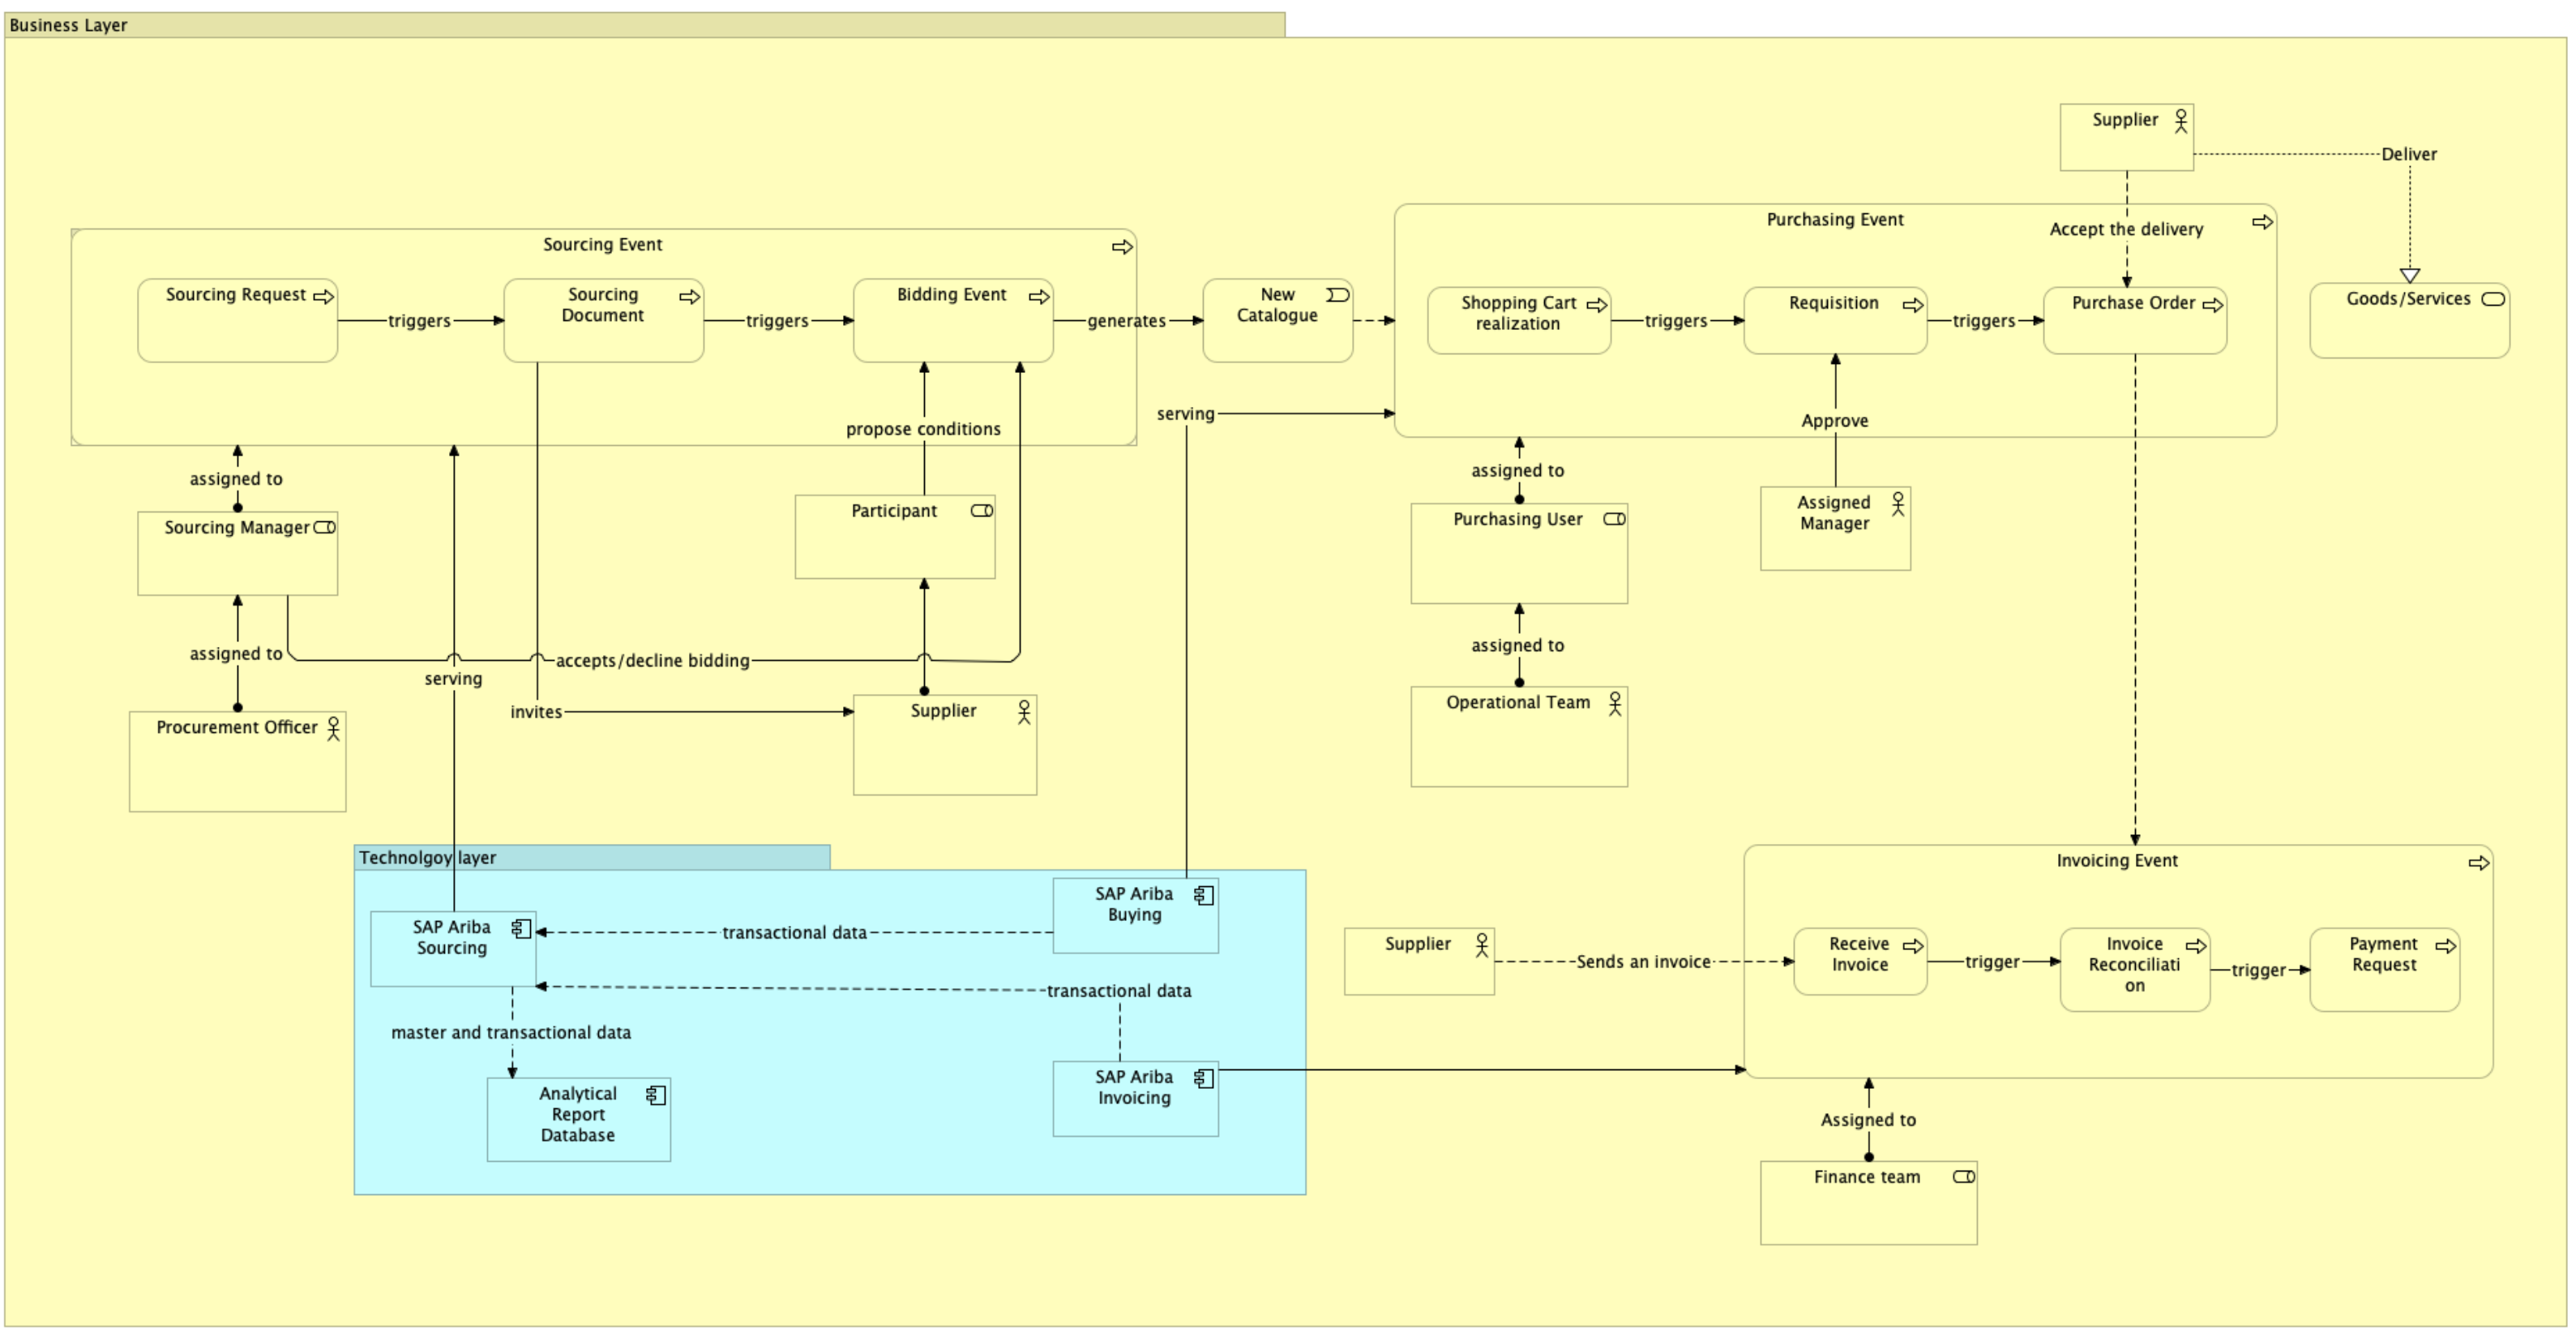 Business Layer
Supplier
Deliver
Purchasing Event
Accept the delivery
Sourcing Event
Sourcing Request
triggers
Sourcing
Document
triggers
Bidding Event
generates
New
Catalogue
Shopping Cart
realization
triggers
Requisition
triggers
Purchase Order
Goods/Services
serving
Approve
propose conditions
assigned to
assigned to
Sourcing Manager
Participant
Purchasing User
Assigned
Manager
assigned to
accepts/decline bidding
serving
assigned to
invites
Supplier
Procurement Officer
Operational Team
Technolgoy layer
SAP Ariba
Buying
SAP Ariba
Sourcing
transactional data
transactional data
master and transactional data
Analytical
Report
Database
SAP Ariba
Invoicing
Invoicing Event
Supplier
Sends an invoice
Receive
Invoice
trigger
Invoice
Reconciliati
on
trigger
Payment
Request
Assigned to
Finance team